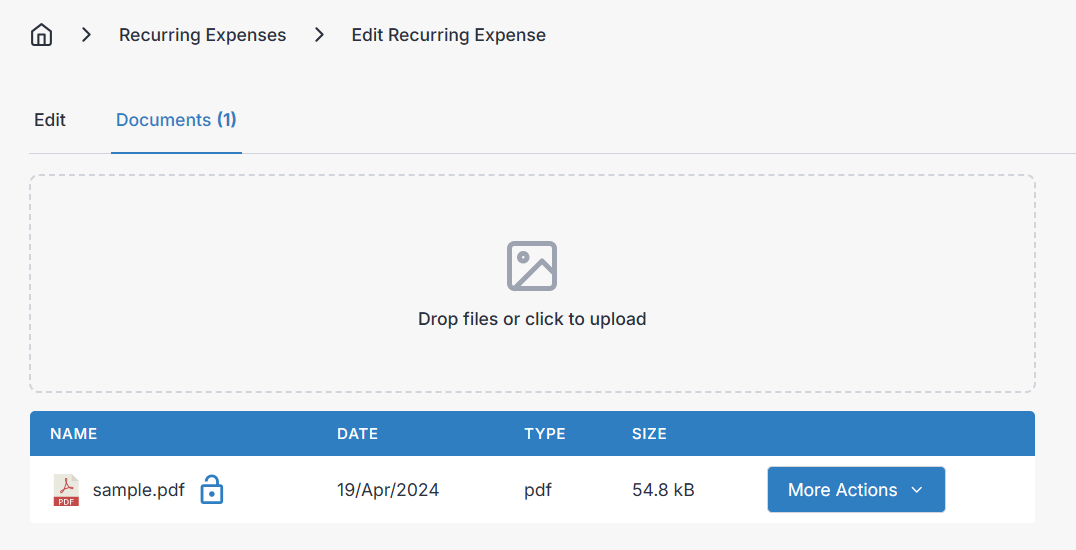 Recurring Expenses Edit Recurring Expense
Edit Documents (1)
Drop files or click to upload
NAME DATE TYPE SIZE
PDF sample.pdf 19/Apr/2024 pdf 54.8 kB More Actions